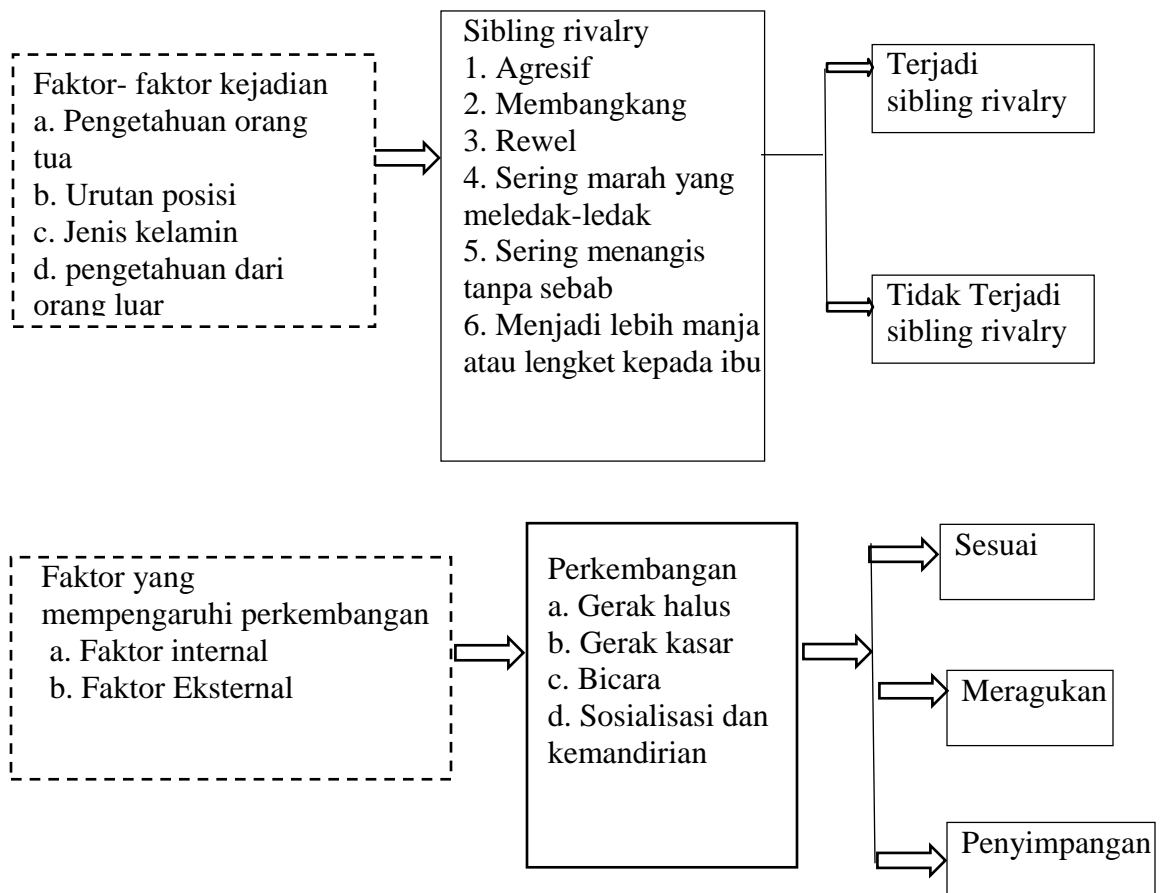 Faktor- faktor kejadian
a. Pengetahuan orang
tua
b. Urutan posisi
c. Jenis kelamin
d. pengetahuan dari
orang luar
Sibling rivalry
1. Agresif
2. Membangkang
3. Rewel
4. Sering marah yang
meledak-ledak
5. Sering menangis
tanpa sebab
6. Menjadi lebih manja
atau lengket kepada ibu
Terjadi
sibling rivalry
Tidak Terjadi
sibling rivalry
Faktor yang
mempengaruhi perkembangan
a. Faktor internal
b. Faktor Eksternal
Perkembangan
a. Gerak halus
b. Gerak kasar
c. Bicara
d. Sosialisasi dan
kemandirian
Sesuai
Meragukan
Penyimpangan